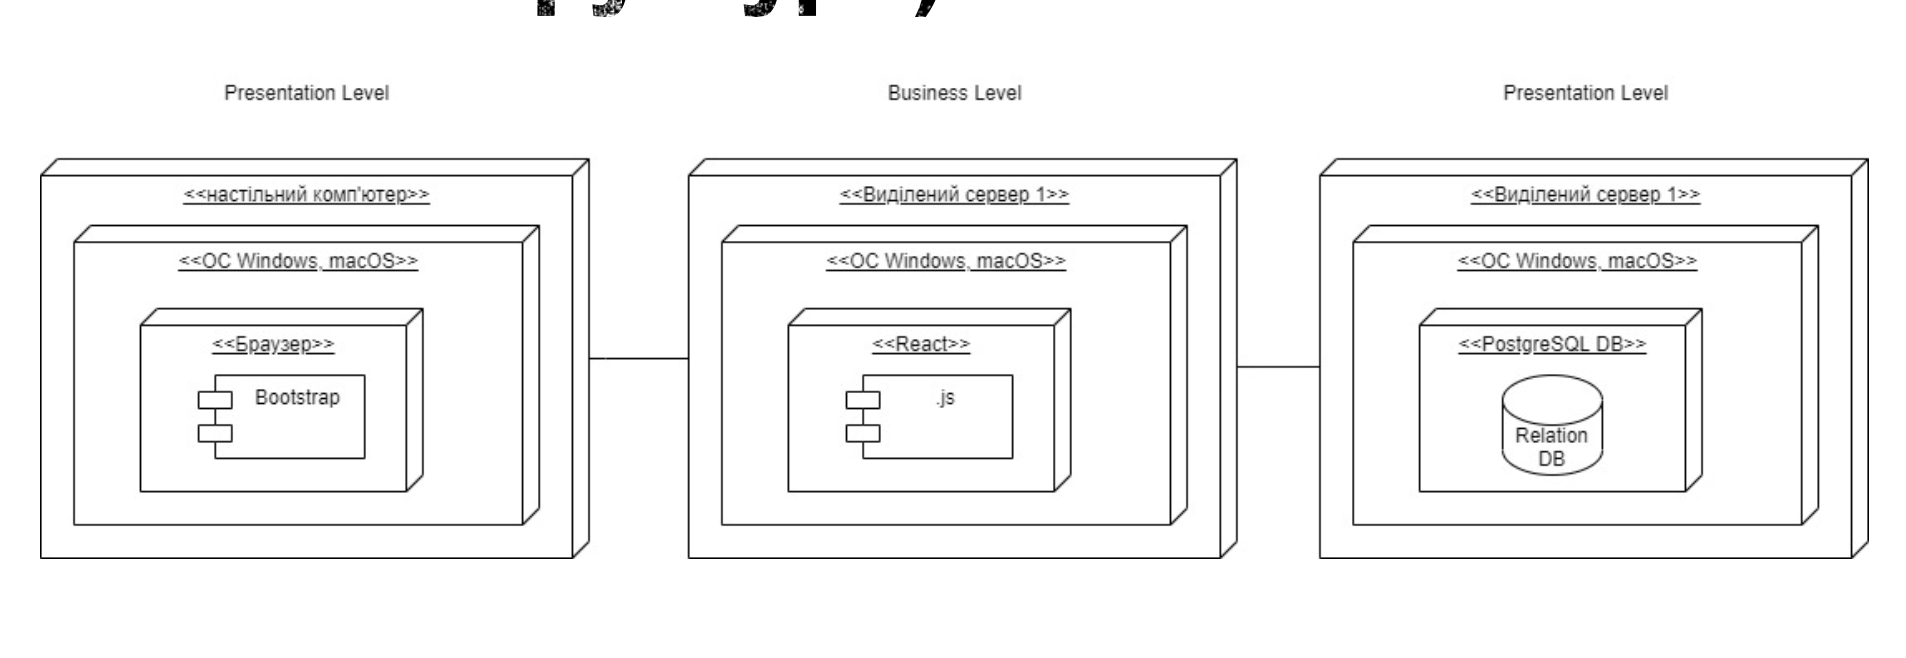 Presentation Level
Business Level
Presentation Level
<<настільний комп'ютер>>
<<ОС Windows, macOS>>
<<Браузер>>
Bootstrap
<<Виділений сервер 1>>
<<ОС Windows, macOS>>
<<React>>
.js
<<Виділений сервер 1>>
<<ОС Windows, macOS>>
<<PostgreSQL DB>>
Relation
DB